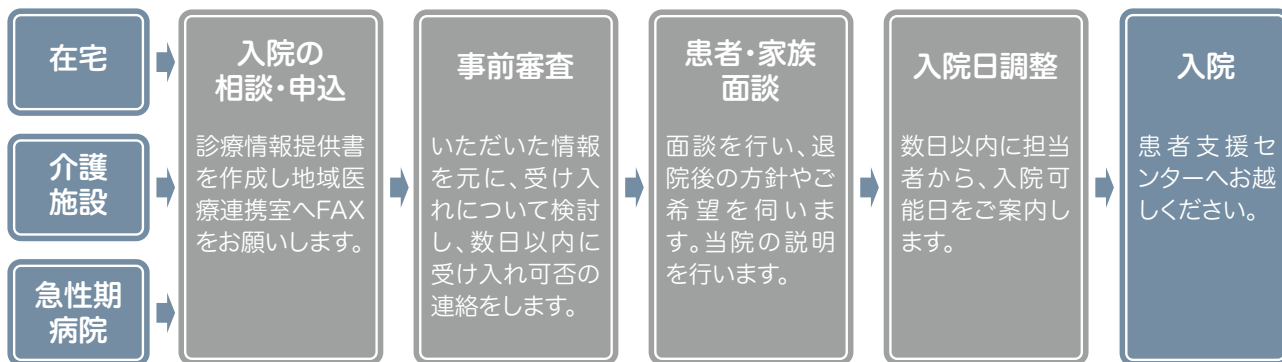 在宅
介護
施設
急性期
病院
入院の
相談・申込
診療情報提供書
を作成し地域医
療連携室へFAX
をお願いします。
事前審査
いただいた情報
を元に、受け入
れについて検討
し、数日以内に
受け入れ可否の
連絡をします。
患者・家族
面談
面談を行い、退
院後の方針やご
希望を伺いま
す。当院の説明
を行います。
入院日調整
数日以内に担当
者から、入院可
能日をご案内し
ます。
入院
患者支援セ
ンターへお越
しください。